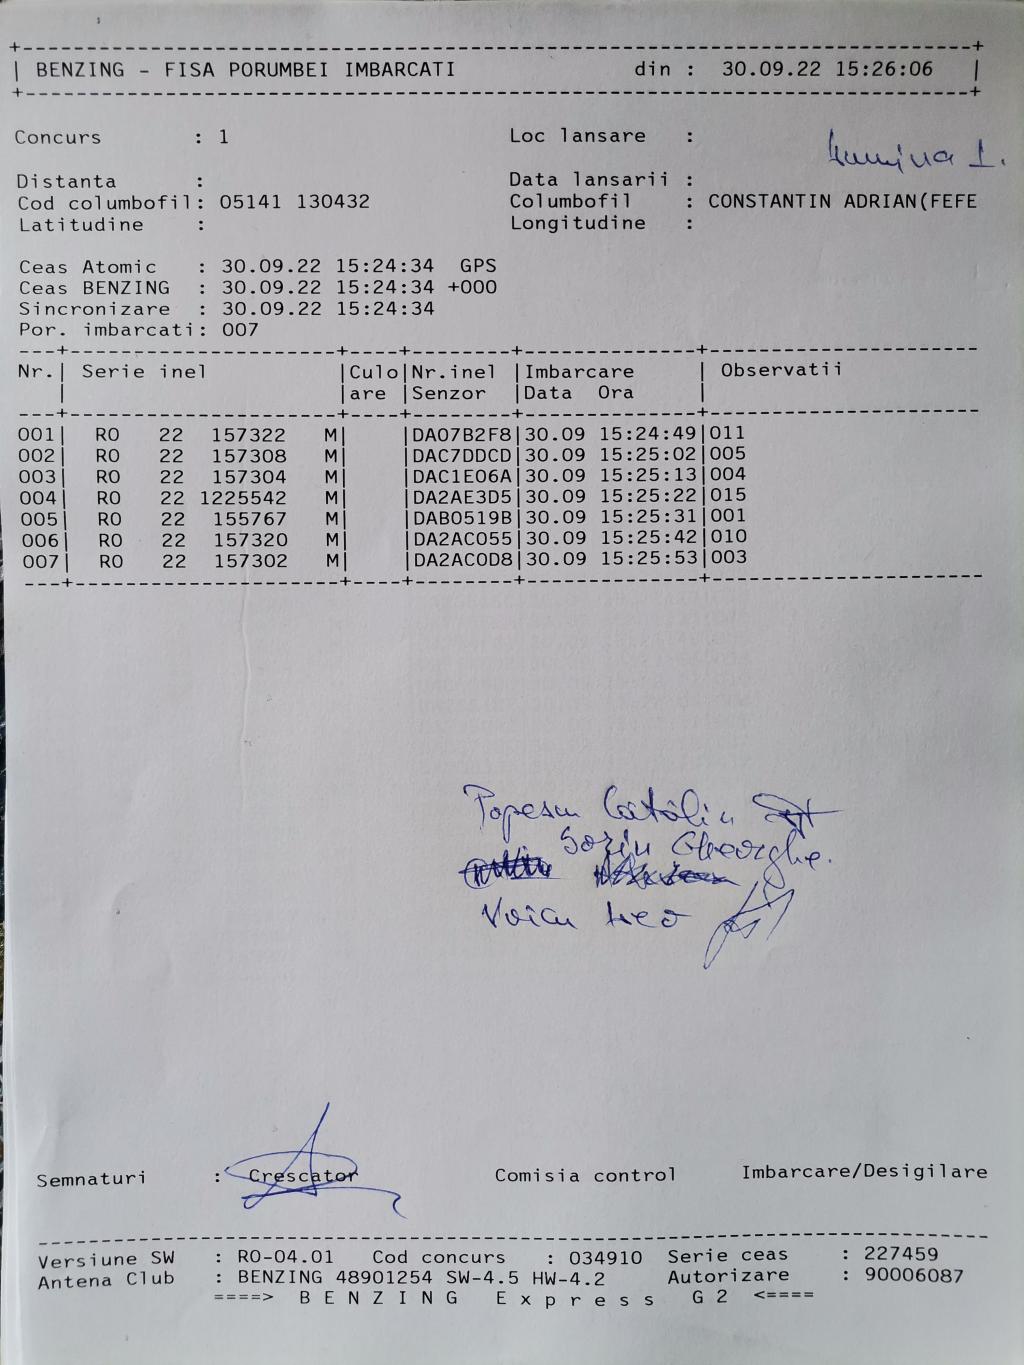 BENZING - FISA PORUMBEI IMBARCATI din : 30.09.22 15:26:06
Concurs : 1 Loc lansare :
Lumina 1.
Distanta : Data lansarii :
Cod columbofil: 05141 130432 Columbofil : CONSTANTIN ADRIAN(FEFE
Latitudine : Longitudine :
Ceas Atomic : 30.09.22 15:24:34 GPS
Ceas BENZING : 30.09.22 15:24:34 +000
Sincronizare : 30.09.22 15:24:34
Por. imbarcati: 007
Nr.| Serie inel |Culo|Nr.inel |Imbarcare | Observatii
| |are |Senzor |Data Ora |
001| RO 22 157322 M| |DA07B2F8|30.09 15:24:49|011
002| RO 22 157308 M| |DAC7DDCD|30.09 15:25:02|005
003| RO 22 157304 M| |DAC1E06A|30.09 15:25:13|004
004| RO 22 1225542 M| |DA2AE3D5|30.09 15:25:22|015
005| RO 22 155767 M| |DAB0519B|30.09 15:25:31|001
006| RO 22 157320 M| |DA2AC055|30.09 15:25:42|010
007| RO 22 157302 M| |DA2AC0D8|30.09 15:25:53|003
Popescu Cătălin
Sorin Gheorghe.
Voicu Leo
Semnaturi : Crescator Comisia control Imbarcare/Desigilare
Versiune SW : RO-04.01 Cod concurs : 034910 Serie ceas : 227459
Antena Club : BENZING 48901254 SW-4.5 HW-4.2 Autorizare : 90006087
====> B E N Z I N G E x p r e s s G 2 <====